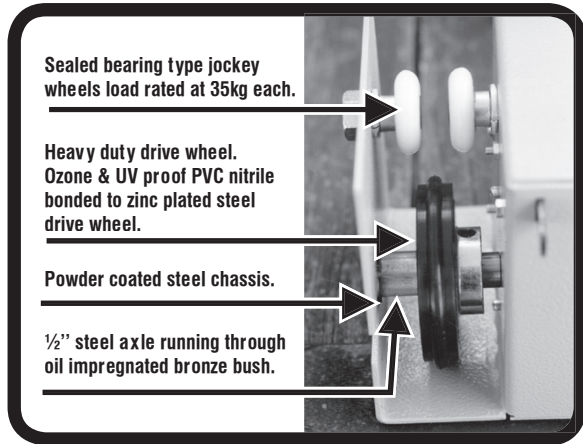 Sealed bearing type jockey
wheels load rated at 35kg each.
Heavy duty drive wheel.
Ozone & UV proof PVC nitrile
bonded to zinc plated steel
drive wheel.
Powder coated steel chassis.
½’’ steel axle running through
oil impregnated bronze bush.